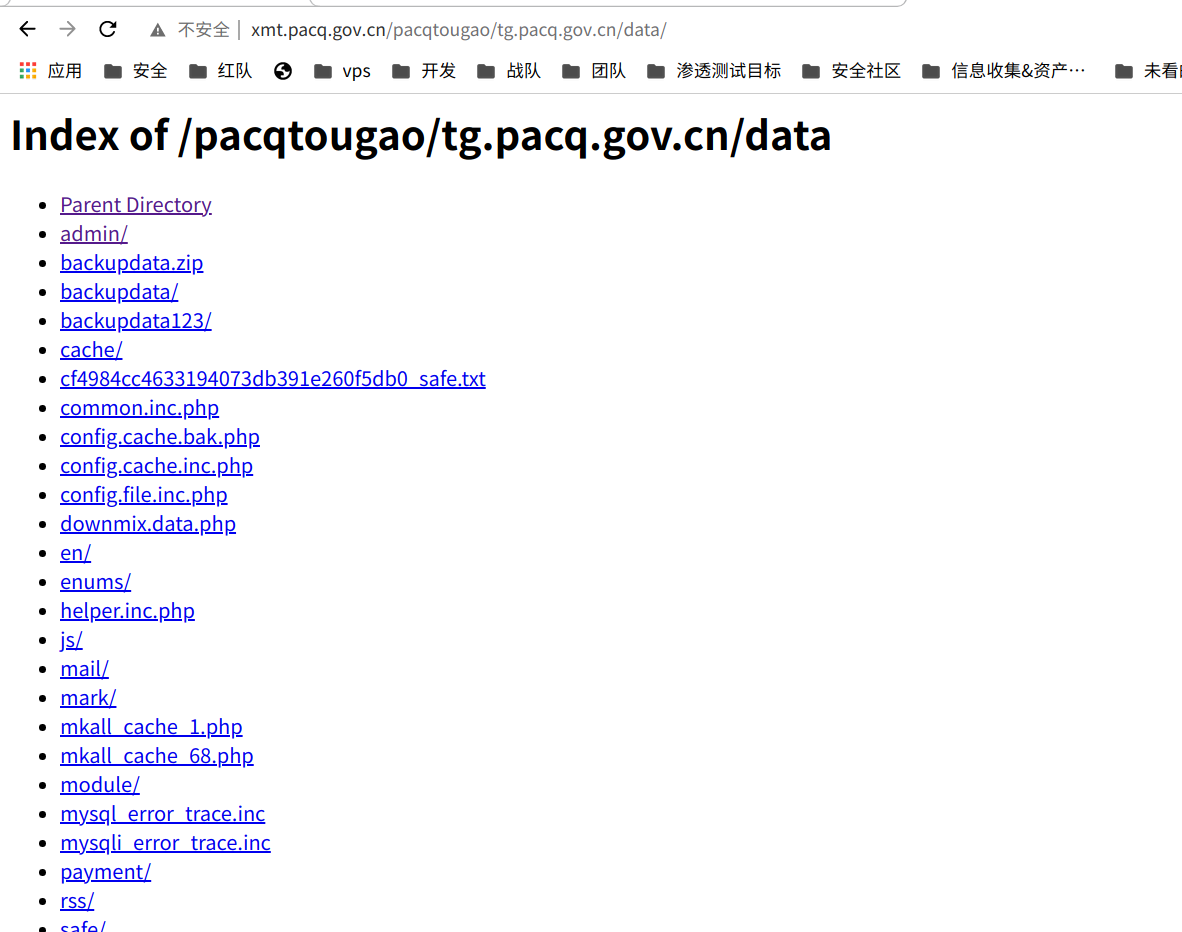 不安全 | xmt.pacq.gov.cn/pacqtougao/tg.pacq.gov.cn/data/
应用 安全 红队 vps 开发 战队 团队 渗透测试目标 安全社区 信息收集&资产… 未看
Index of /pacqtougao/tg.pacq.gov.cn/data
Parent Directory
admin/
backupdata.zip
backupdata/
backupdata123/
cache/
cf4984cc4633194073db391e260f5db0_safe.txt
common.inc.php
config.cache.bak.php
config.cache.inc.php
config.file.inc.php
downmix.data.php
en/
enums/
helper.inc.php
js/
mail/
mark/
mkall_cache_1.php
mkall_cache_68.php
module/
mysql_error_trace.inc
mysqli_error_trace.inc
payment/
rss/
safe/